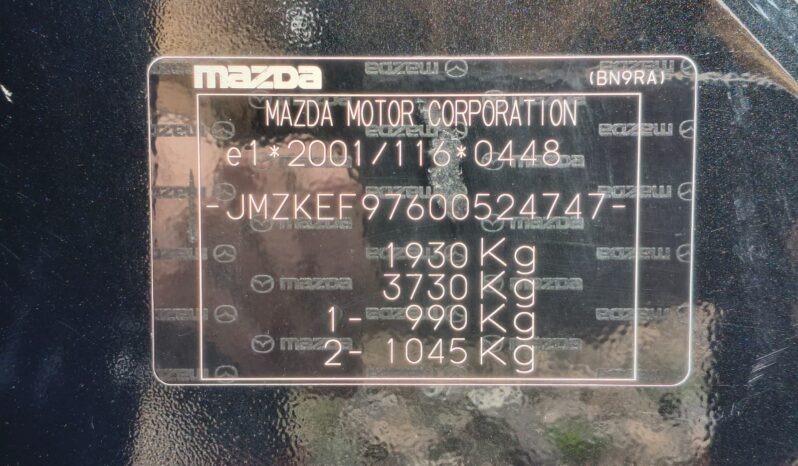 mazda (BN9RA)
MAZDA MOTOR CORPORATION
e1*2001/116*0448
-JMZKEF97600524747-
1930 Kg
3730 Kg
1- 990 Kg
2- 1045 Kg